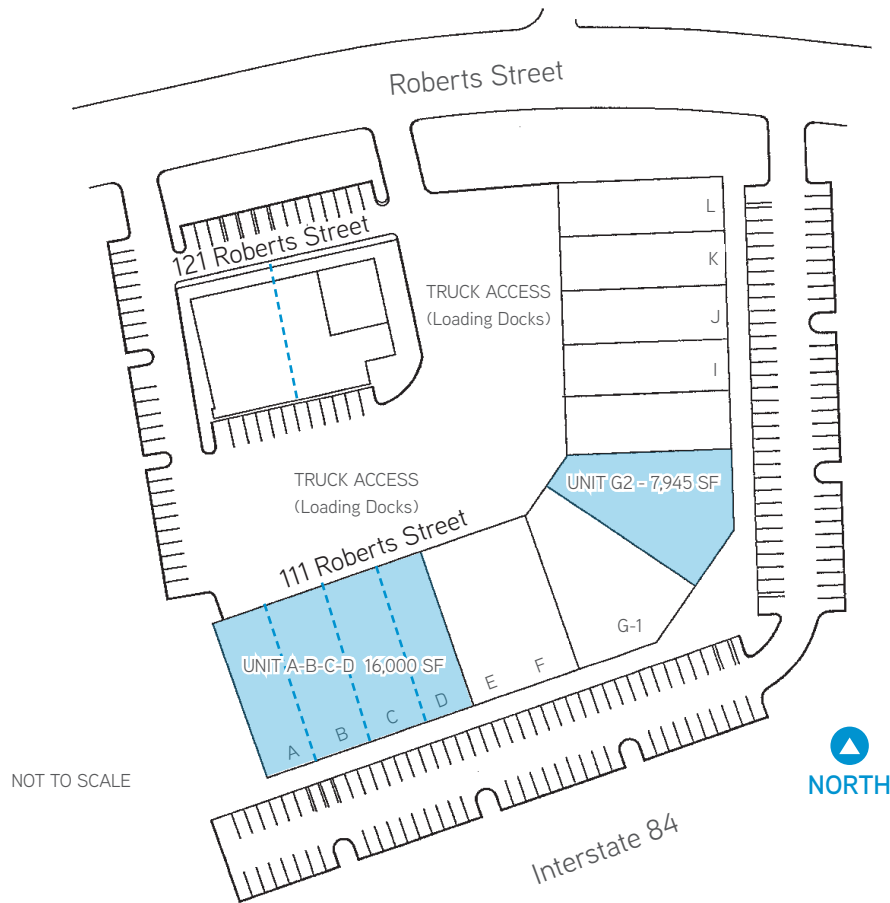 Roberts Street
L
121 Roberts Street
K
TRUCK ACCESS
(Loading Docks)
J
I
TRUCK ACCESS
(Loading Docks)
UNIT G2 - 7,945 SF
111 Roberts Street
G-1
UNIT A-B-C-D 16,000 SF
A
B
C
D
E
F
NOT TO SCALE
NORTH
Interstate 84